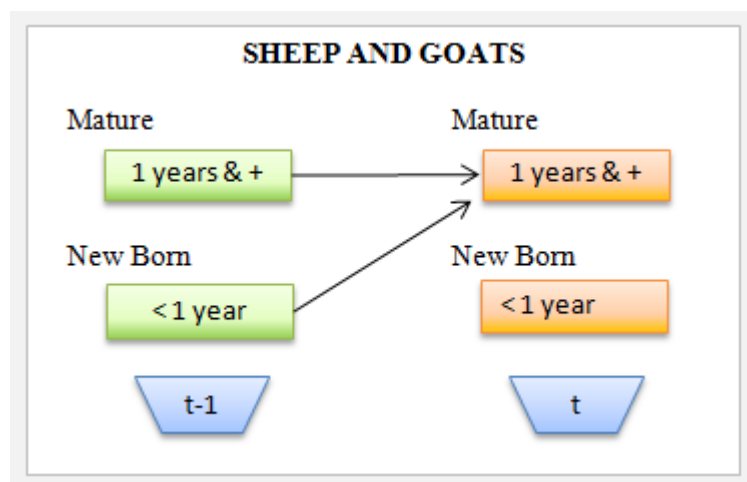 SHEEP AND GOATS
Mature Mature
1 years & + 1 years & +
New Born New Born
< 1 year < 1 year
t-1 t